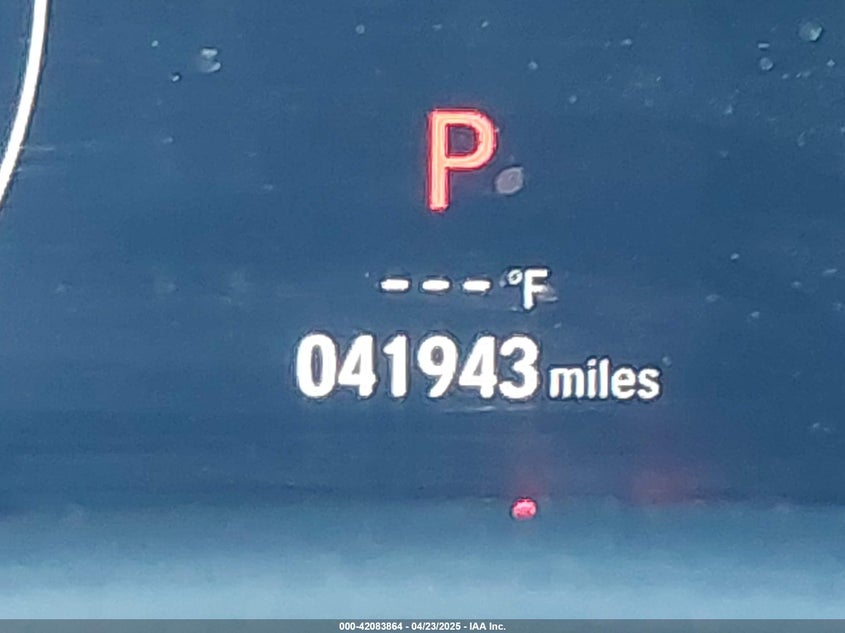 P
---°F
041943 miles
000-42083864 - 04/23/2025 - IAA Inc.